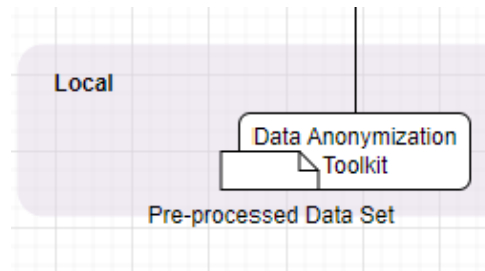 Local
Data Anonymization
Toolkit
Pre-processed Data Set